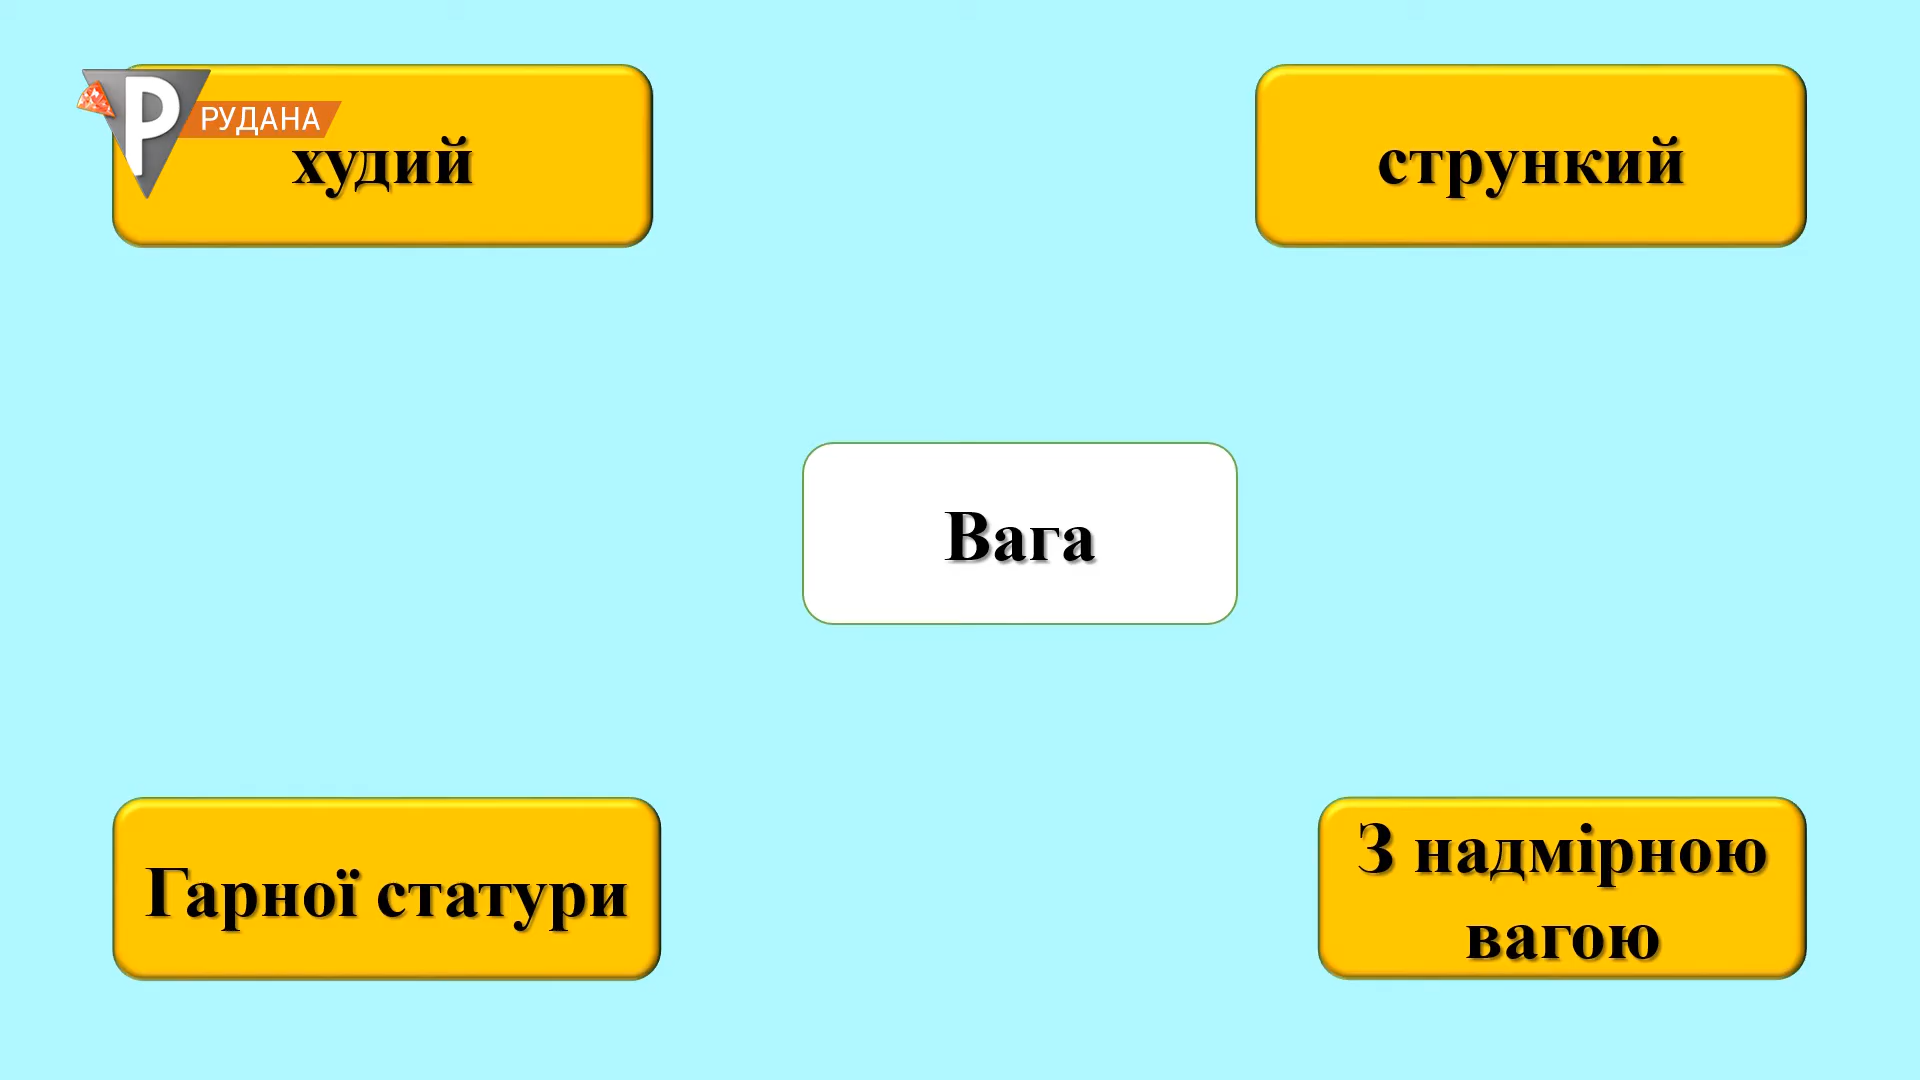 Р РУДАНА
худий
стрункий
Вага
Гарної статури
З надмірною
вагою